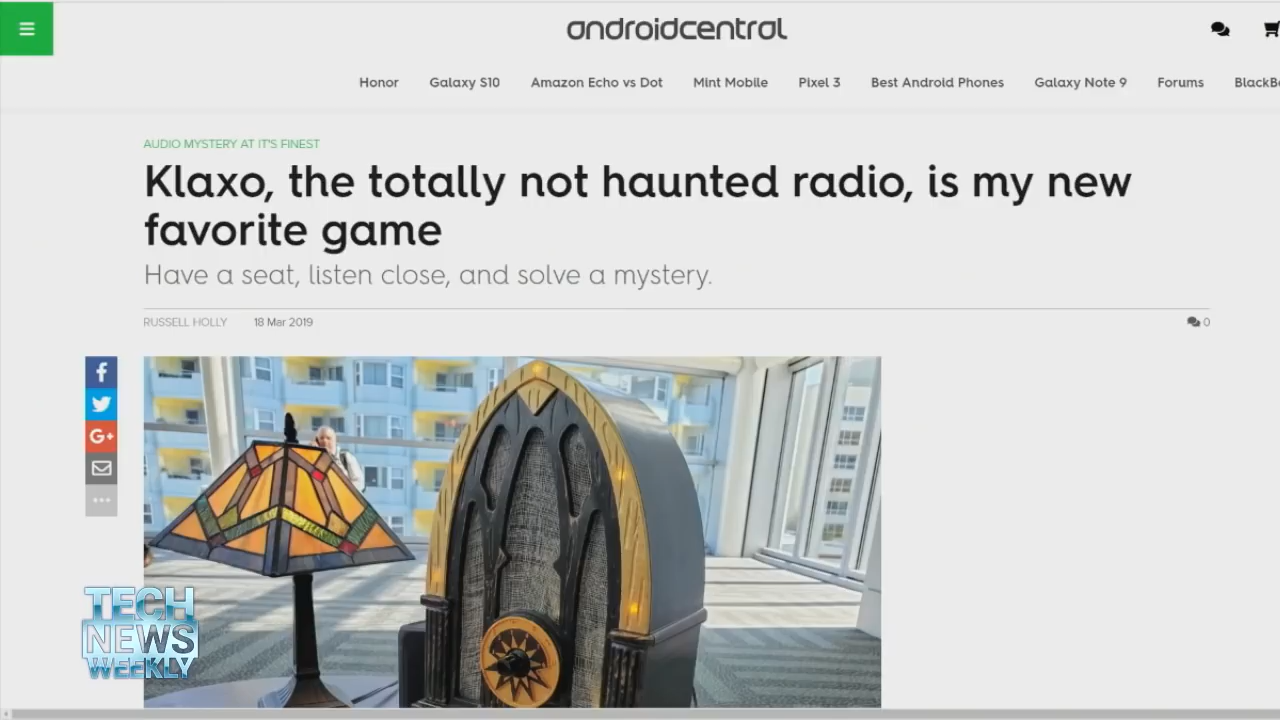 androidcentral
Honor Galaxy S10 Amazon Echo vs Dot Mint Mobile Pixel 3 Best Android Phones Galaxy Note 9 Forums BlackBe
AUDIO MYSTERY AT IT'S FINEST
Klaxo, the totally not haunted radio, is my new
favorite game
Have a seat, listen close, and solve a mystery.
RUSSELL HOLLY 18 Mar 2019 0
f
G+
TECH
NEWS
WEEKLY